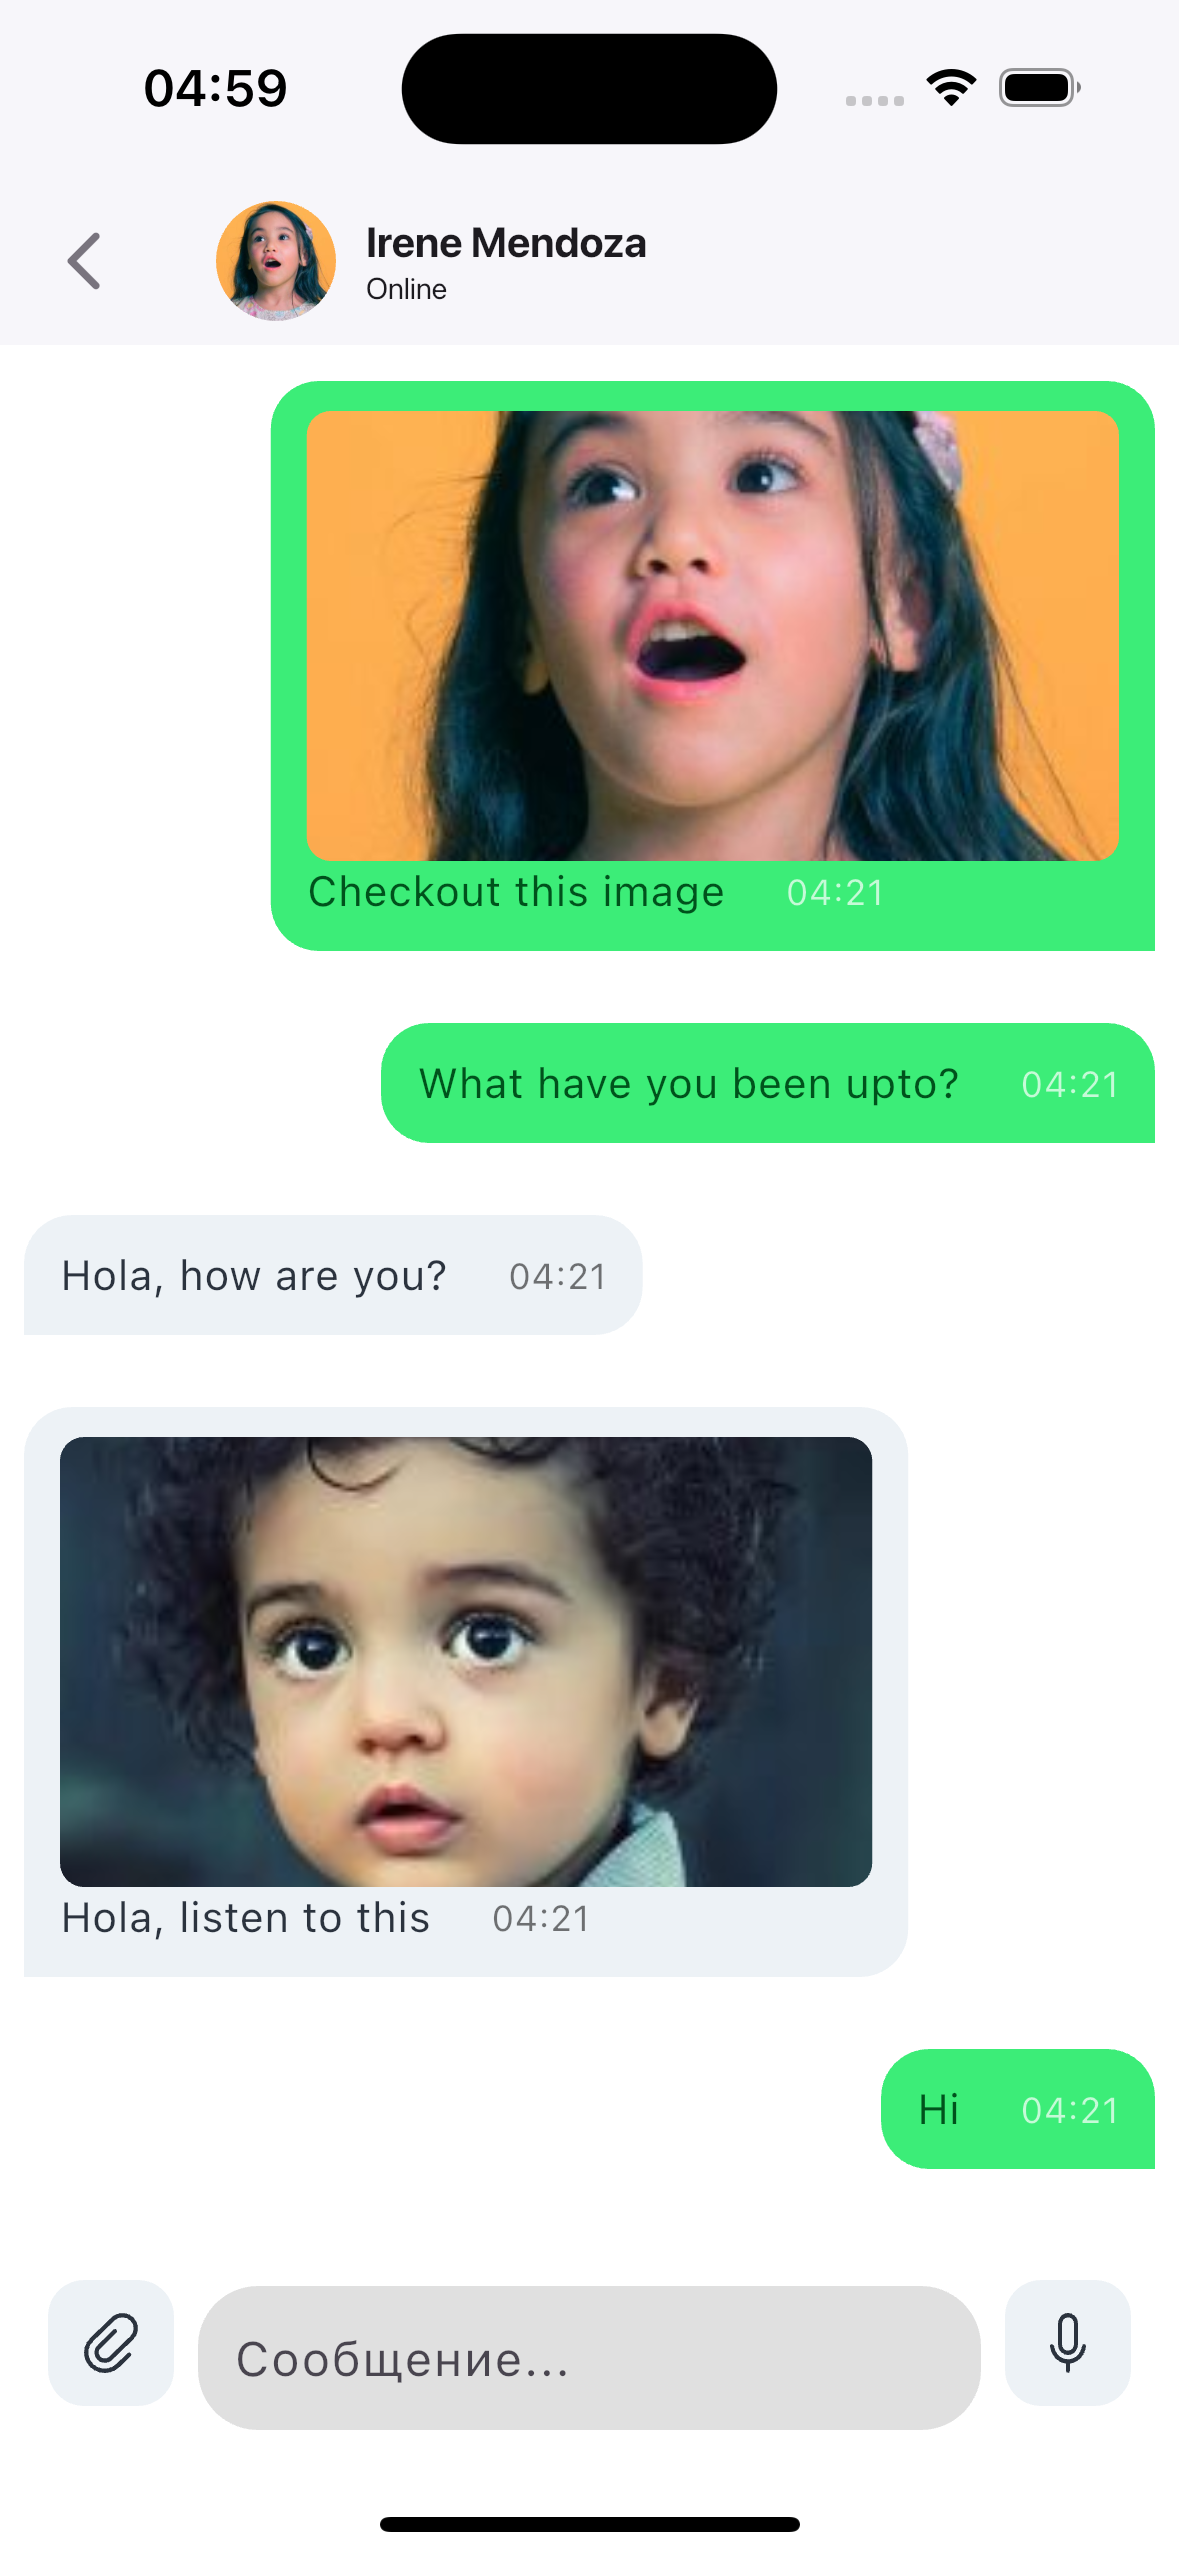 04:59
Irene Mendoza
Online
Checkout this image 04:21
What have you been upto? 04:21
Hola, how are you? 04:21
Hola, listen to this 04:21
Hi 04:21
Сообщение...